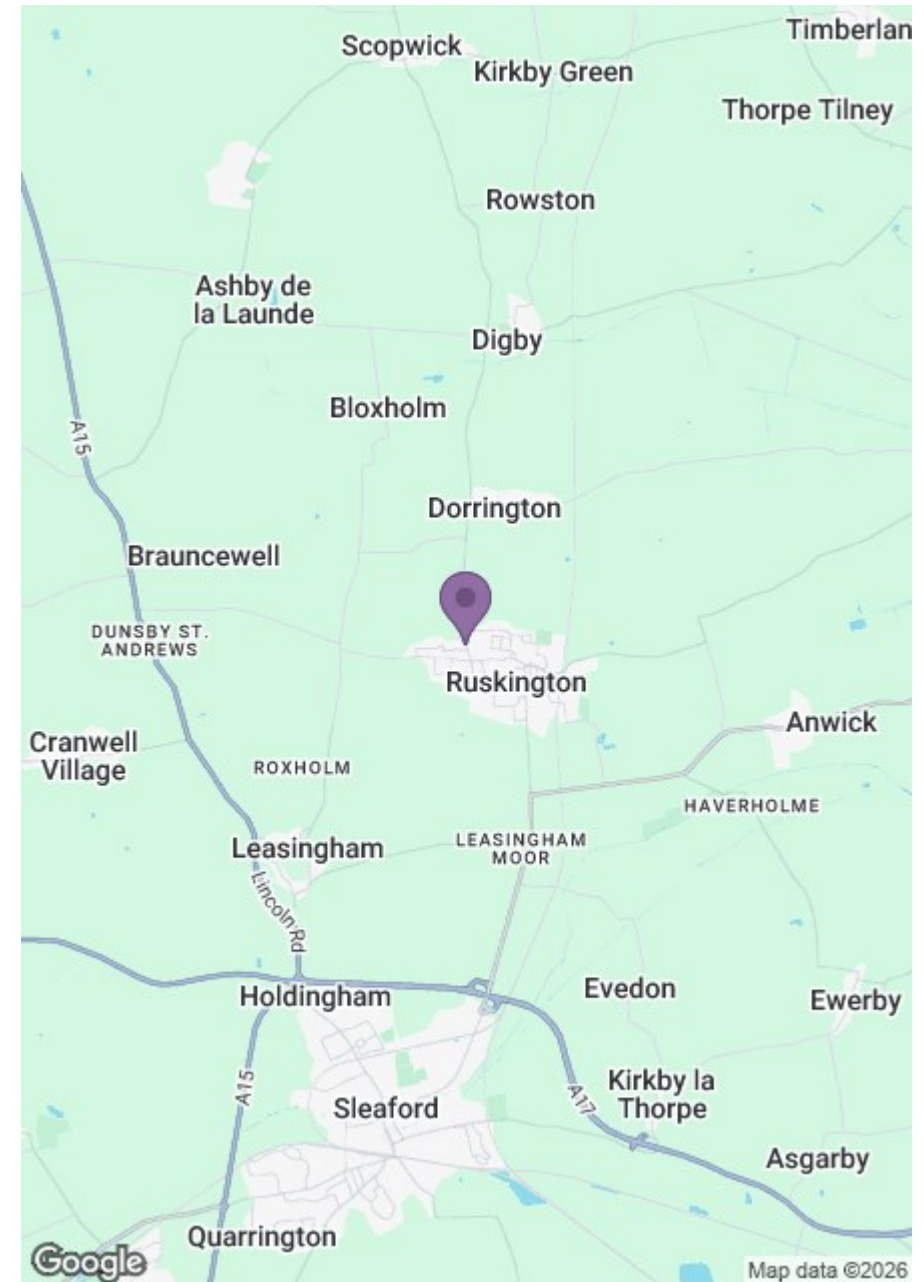 Timberlan
Scopwick
Kirkby Green
Thorpe Tilney
Rowston
Ashby de
la Launde
Digby
Bloxholm
A15
Dorrington
Brauncewell
DUNSBY ST.
ANDREWS
Ruskington
Anwick
Cranwell
Village
ROXHOLM
HAVERHOLME
Leasingham
LEASINGHAM
MOOR
Lincoln Rd
Holdingham
Evedon
Ewerby
A15
A17
Kirkby la
Thorpe
Sleaford
Asgarby
Quarrington
Google
Map data ©2026